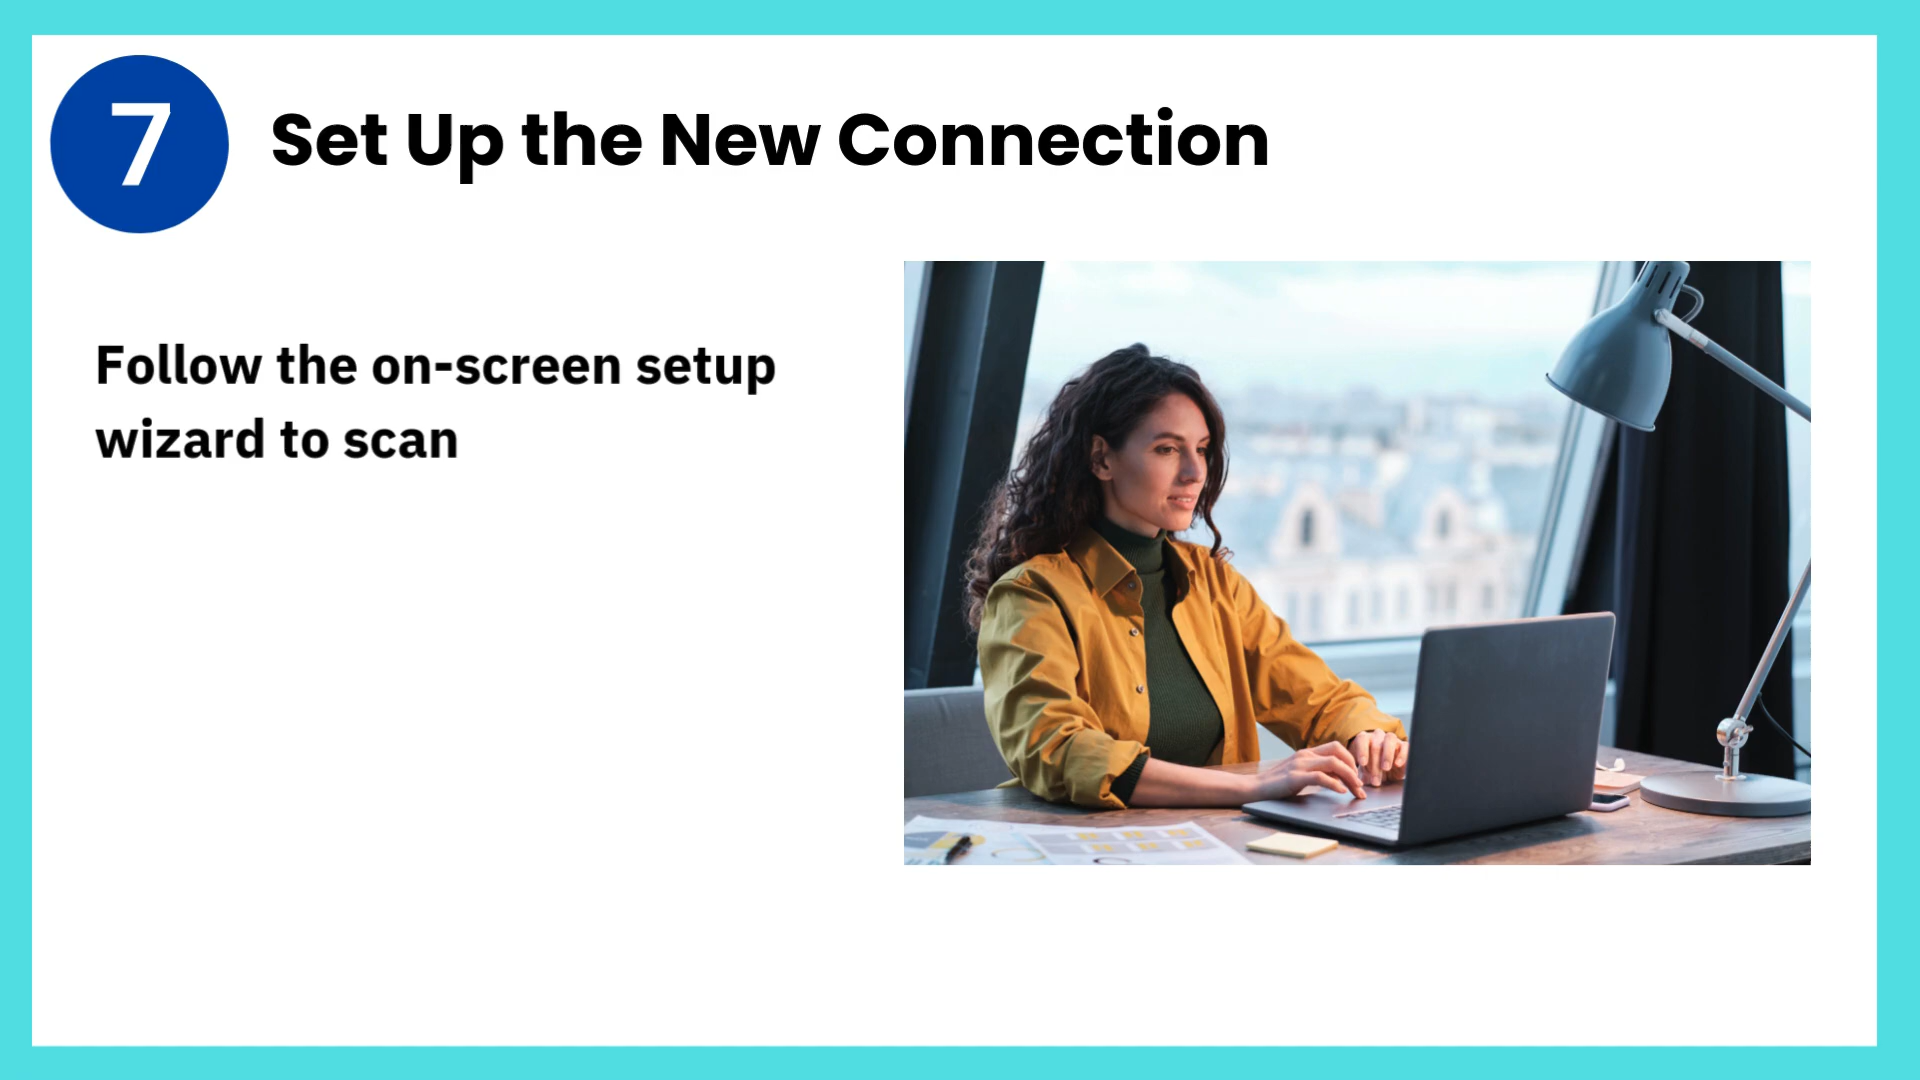 7
Set Up the New Connection
Follow the on-screen setup
wizard to scan